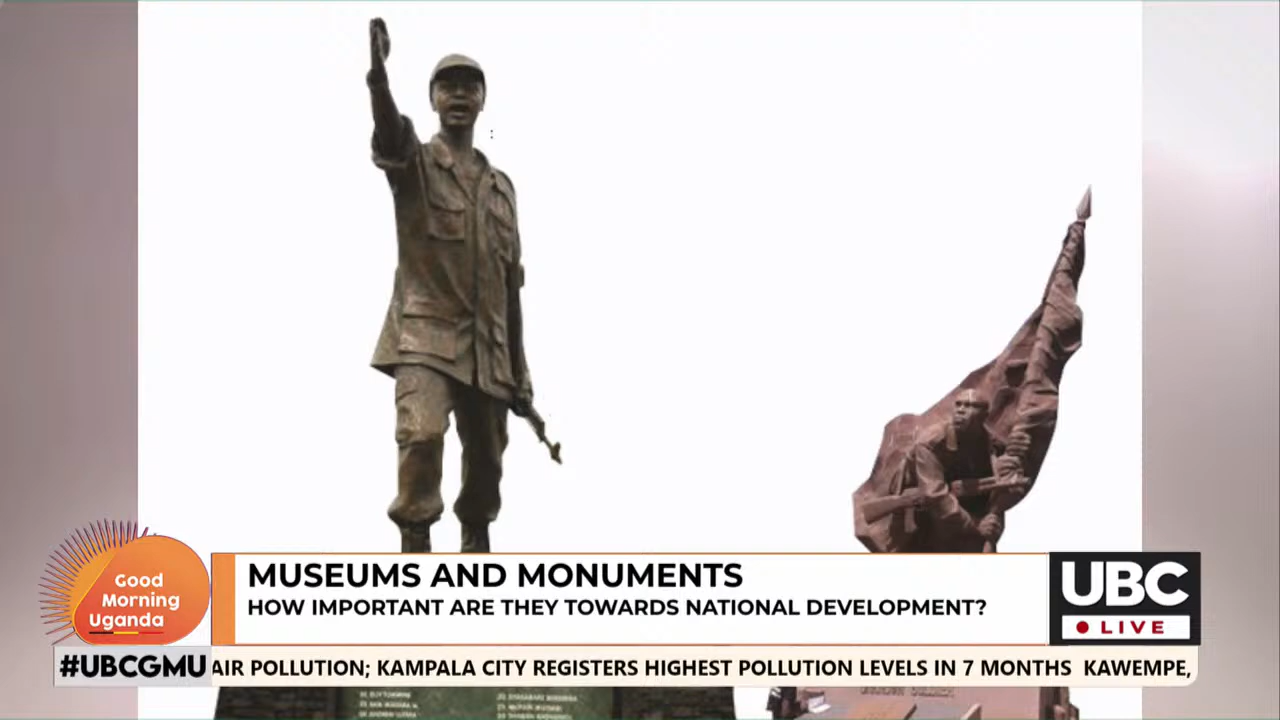 Good
Morning
Uganda
MUSEUMS AND MONUMENTS
HOW IMPORTANT ARE THEY TOWARDS NATIONAL DEVELOPMENT?
UBC
LIVE
#UBCGMU
AIR POLLUTION; KAMPALA CITY REGISTERS HIGHEST POLLUTION LEVELS IN 7 MONTHS KAWEMPE,